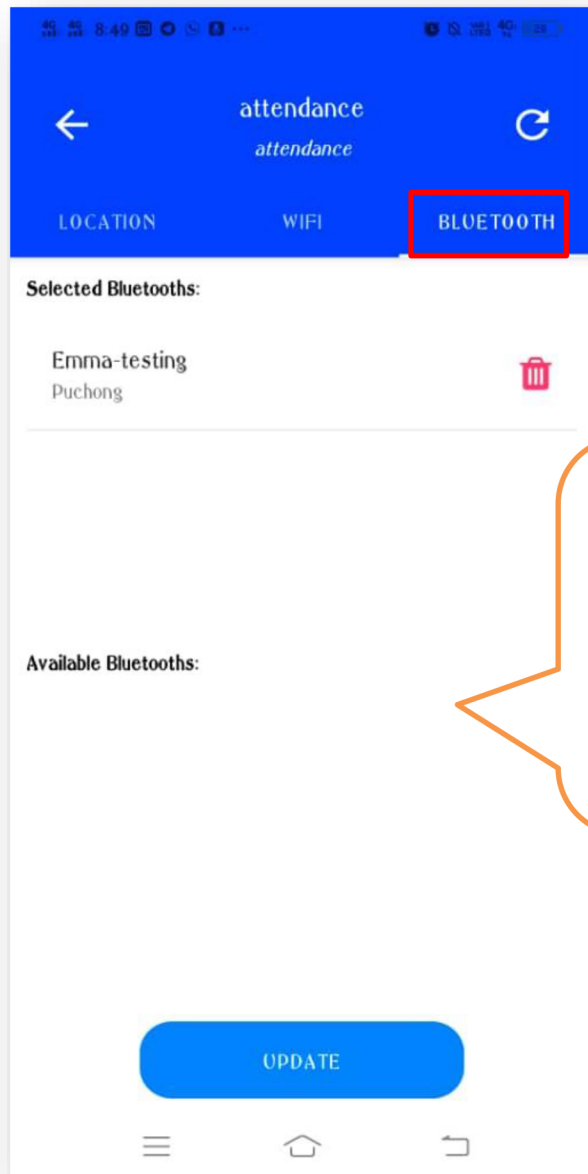 8:49
attendance
attendance
LOCATION WIFI BLUETOOTH
Selected Bluetooths:
Emma-testing
Puchong
Available Bluetooths:
UPDATE